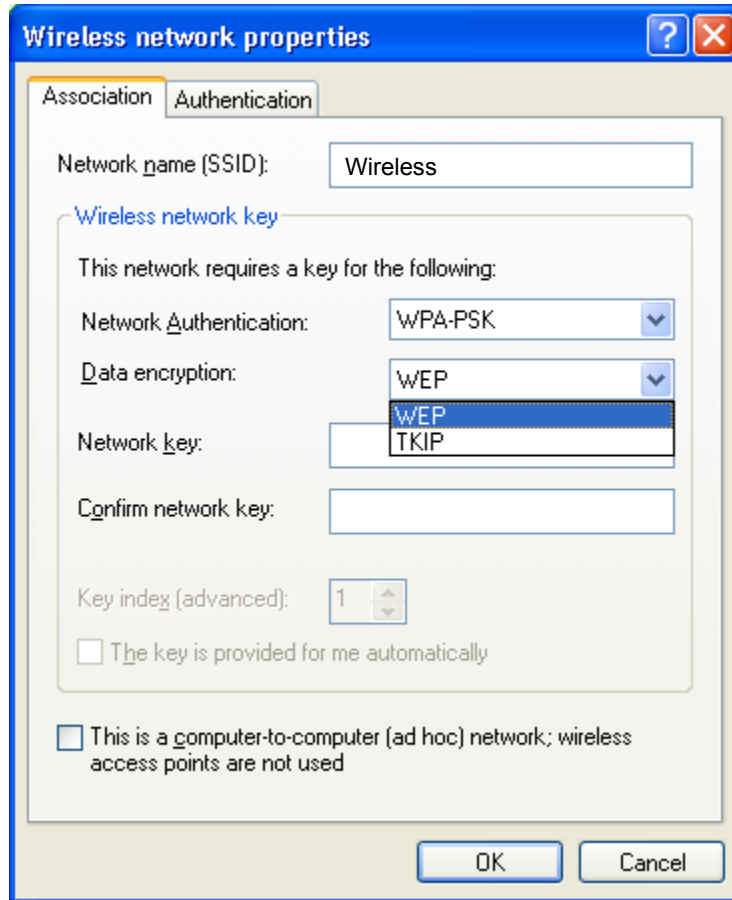 Wireless network properties
Association Authentication
Network name (SSID): Wireless
Wireless network key
This network requires a key for the following:
Network Authentication: WPA-PSK
Data encryption: WEP
WEP
Network key: TKIP
Confirm network key:
Key index (advanced): 1
The key is provided for me automatically
This is a computer-to-computer (ad hoc) network; wireless
access points are not used
OK Cancel